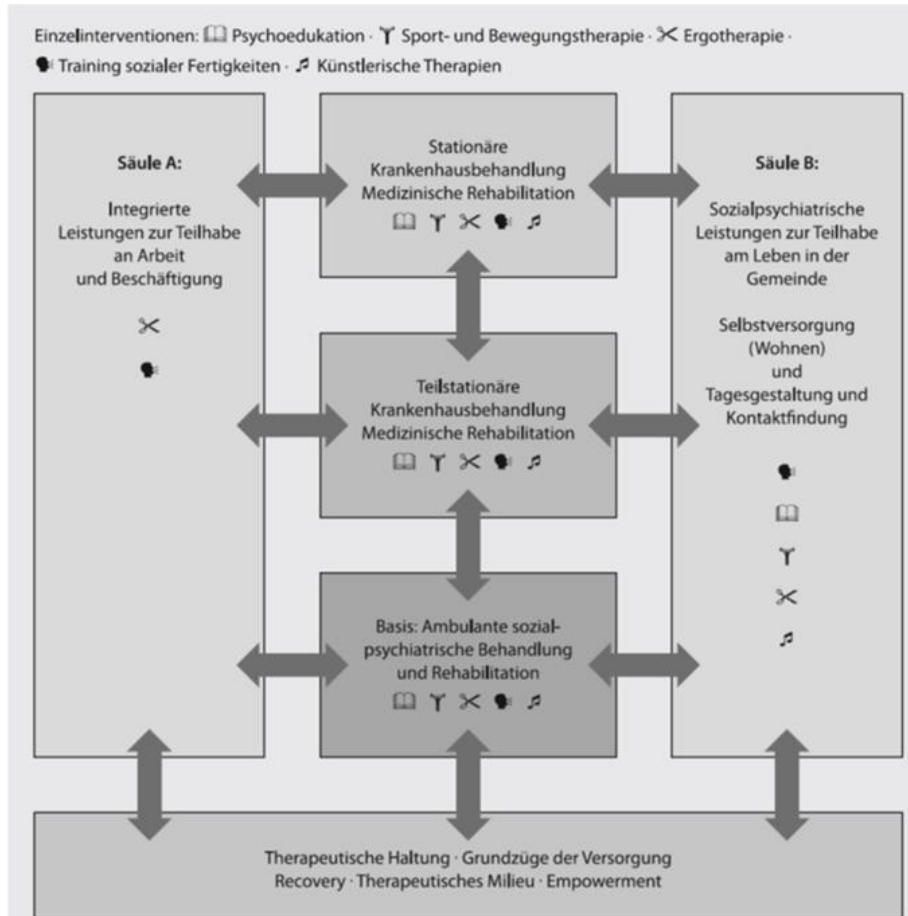 Einzelinterventionen: Psychoedukation · Sport- und Bewegungstherapie · Ergotherapie ·
Training sozialer Fertigkeiten · Künstlerische Therapien
Säule A:
Integrierte
Leistungen zur Teilhabe
an Arbeit
und Beschäftigung
Stationäre
Krankenhausbehandlung
Medizinische Rehabilitation
Teilstationäre
Krankenhausbehandlung
Medizinische Rehabilitation
Basis: Ambulante sozial-
psychiatrische Behandlung
und Rehabilitation
Säule B:
Sozialpsychiatrische
Leistungen zur Teilhabe
am Leben in der
Gemeinde
Selbstversorgung
(Wohnen)
und
Tagesgestaltung und
Kontaktfindung
Therapeutische Haltung · Grundzüge der Versorgung
Recovery · Therapeutisches Milieu · Empowerment